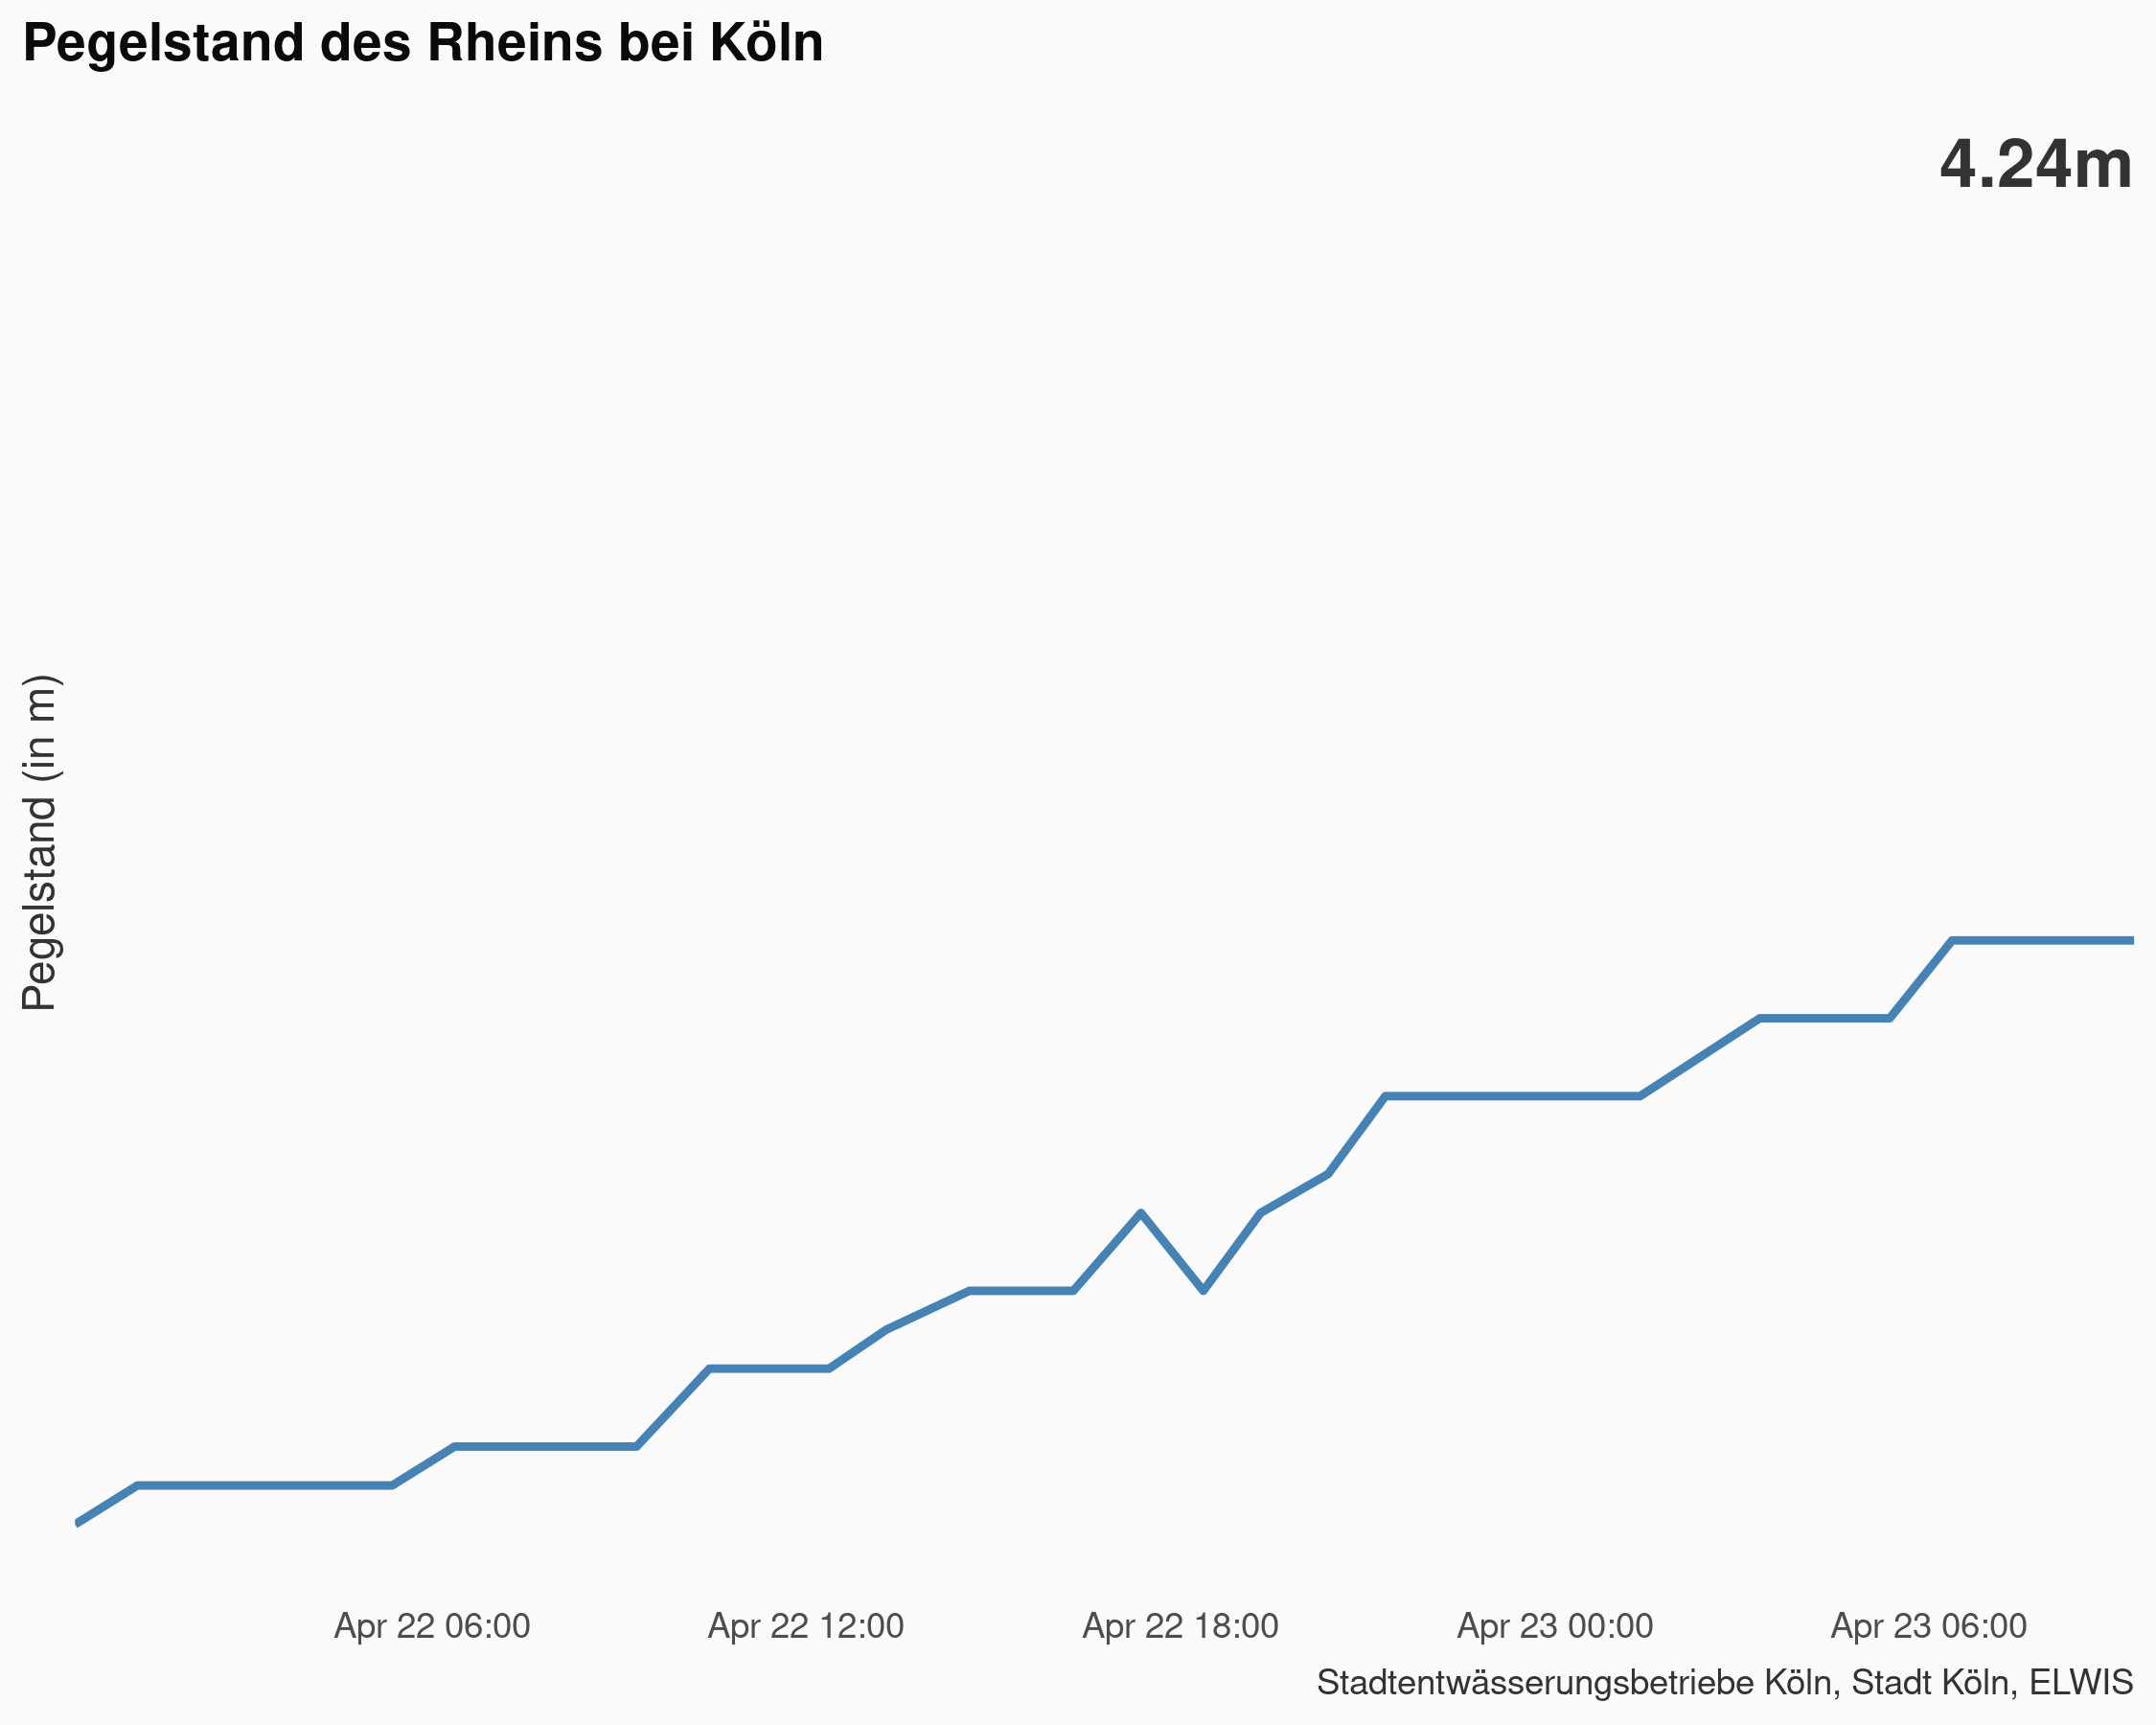 Pegelstand des Rheins bei Köln
4.24m
Pegelstand (in m)
Apr 22 06:00 Apr 22 12:00 Apr 22 18:00 Apr 23 00:00 Apr 23 06:00
Stadtentwässerungsbetriebe Köln, Stadt Köln, ELWIS